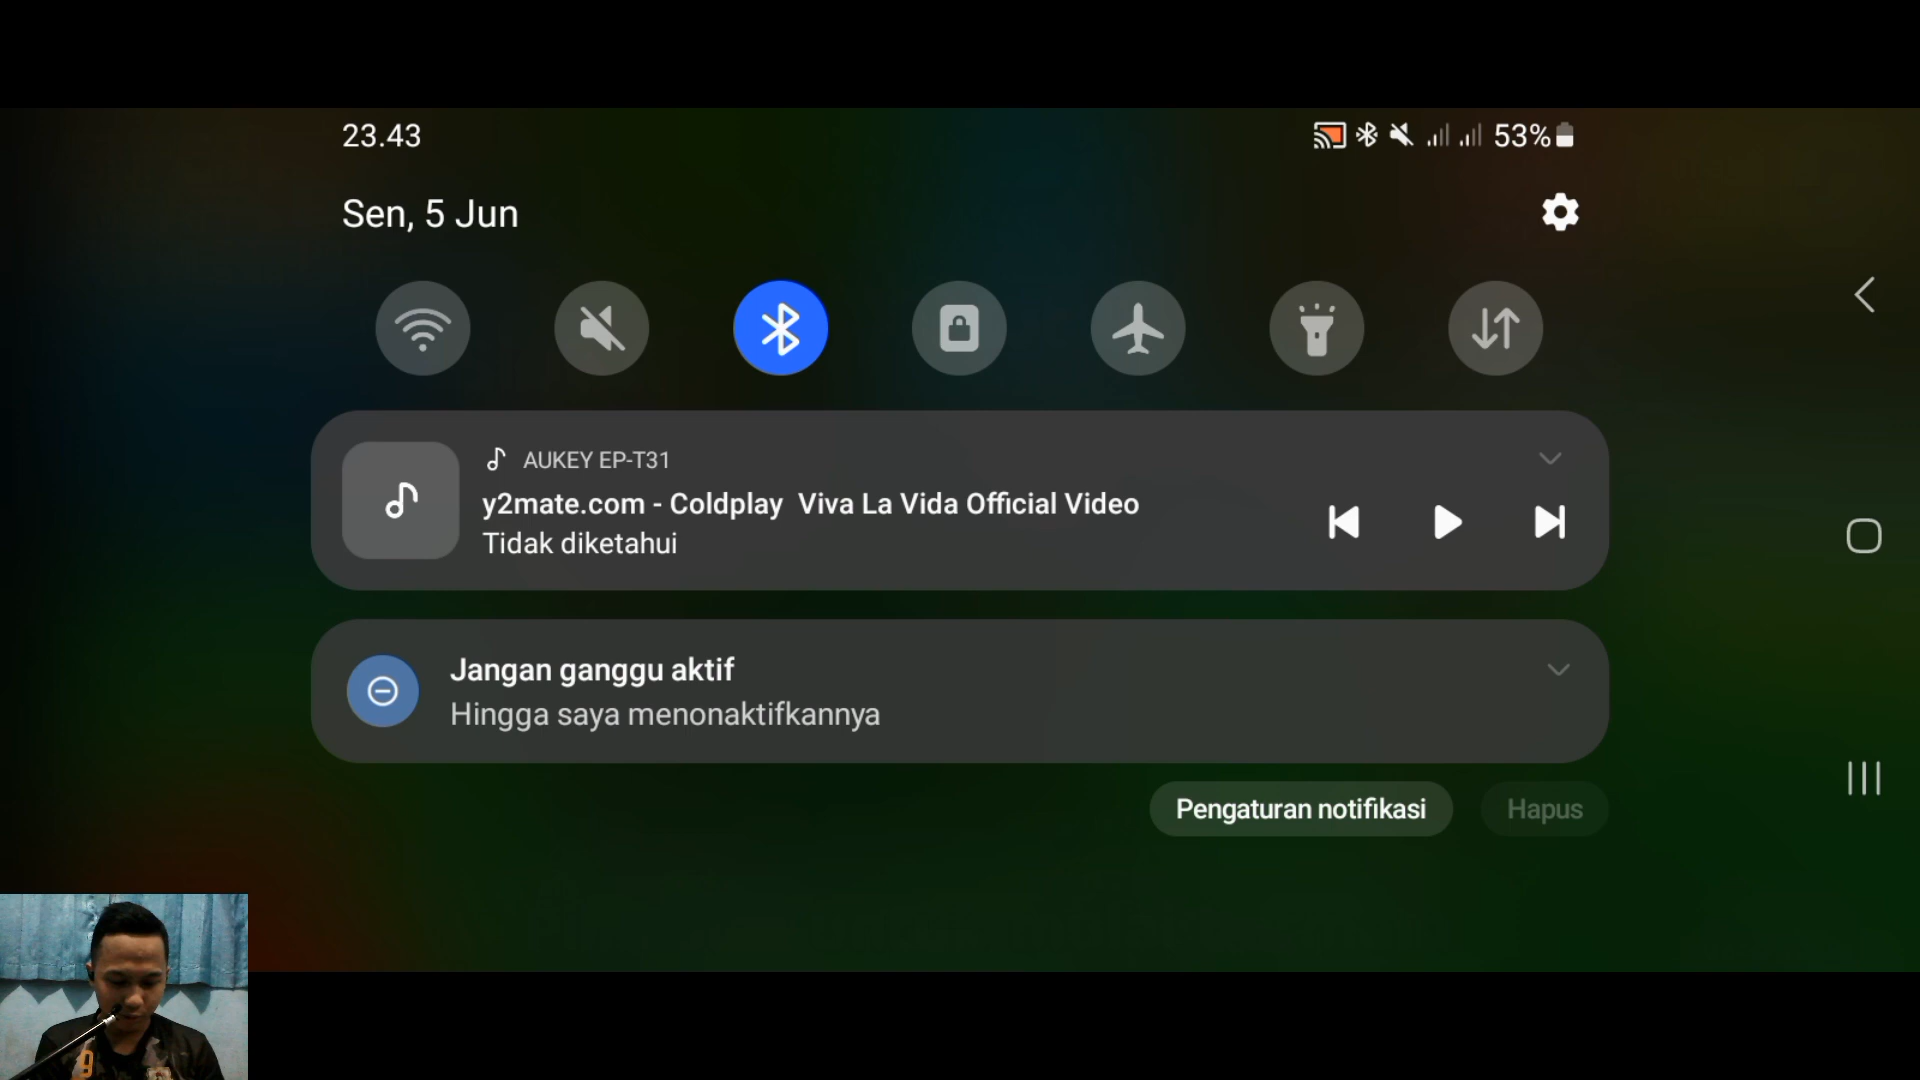 23.43
53%
Sen, 5 Jun
AUKEY EP-T31
y2mate.com - Coldplay  Viva La Vida Official Video
Tidak diketahui
Jangan ganggu aktif
Hingga saya menonaktifkannya
Pengaturan notifikasi
Hapus
9